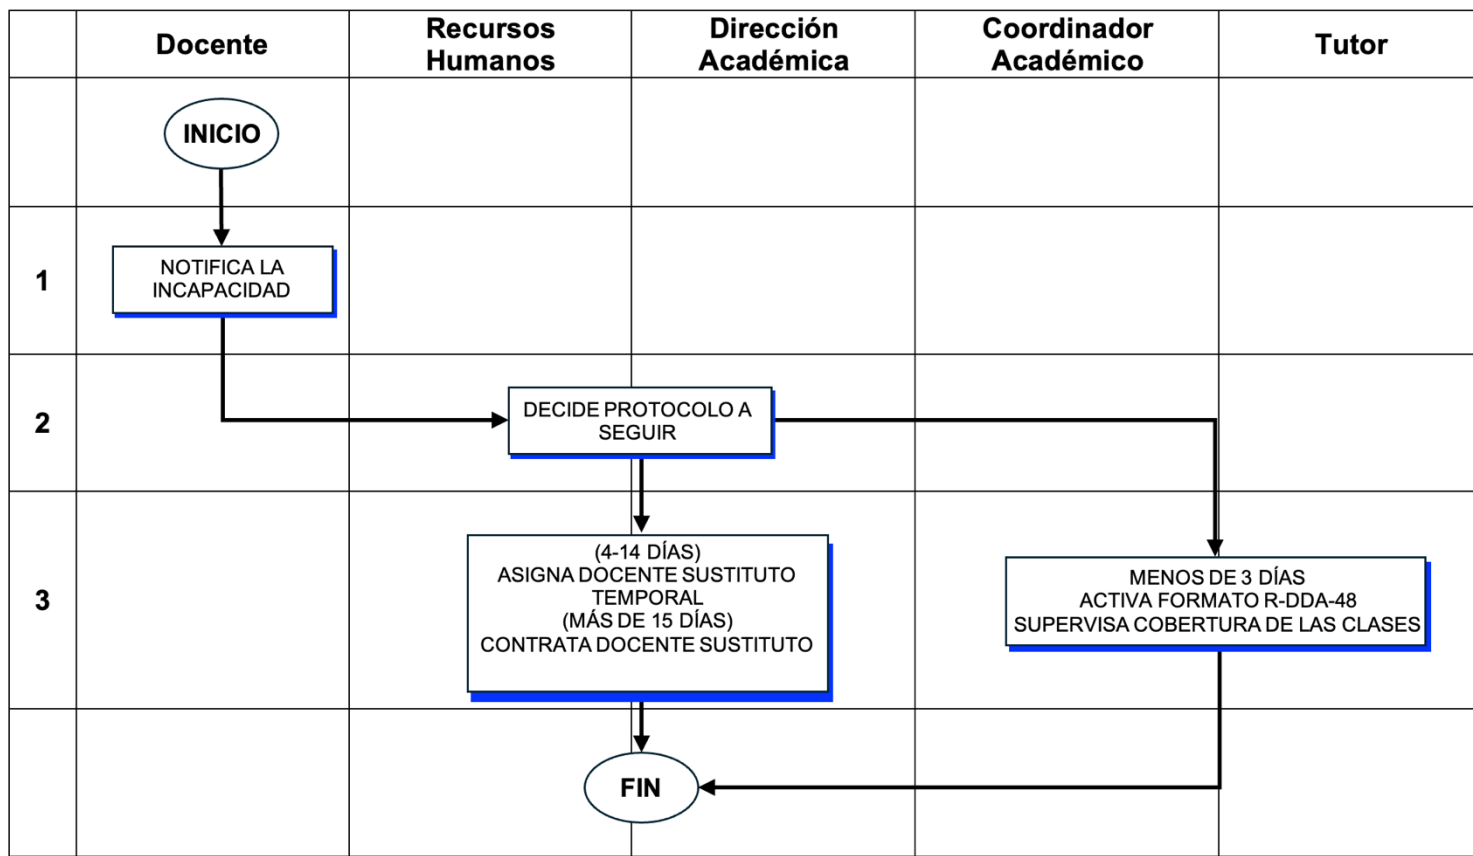 Docente
Recursos
Humanos
Dirección
Académica
Coordinador
Académico
Tutor
INICIO
1
NOTIFICA LA
INCAPACIDAD
2
DECIDE PROTOCOLO A
SEGUIR
3
(4-14 DÍAS)
ASIGNA DOCENTE SUSTITUTO
TEMPORAL
(MÁS DE 15 DÍAS)
CONTRATA DOCENTE SUSTITUTO
MENOS DE 3 DÍAS
ACTIVA FORMATO R-DDA-48
SUPERVISA COBERTURA DE LAS CLASES
FIN